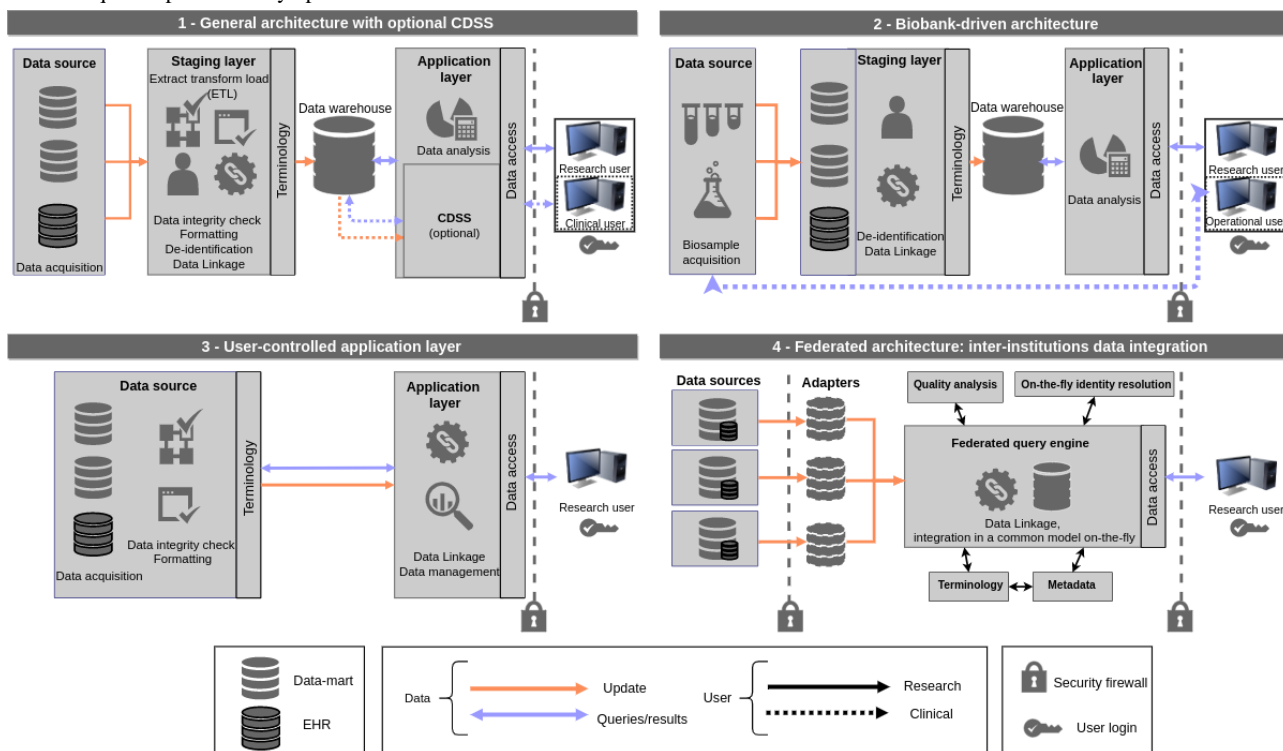 1 - General architecture with optional CDSS
Data source
Data acquisition
Staging layer
Extract transform load
(ETL)
Data integrity check
Formatting
De-identification
Data Linkage
Terminology
Data warehouse
Application
layer
Data analysis
CDSS
(optional)
Data access
Research user
Clinical user
2 - Biobank-driven architecture
Data source
Biosample
acquisition
Staging layer
De-identification
Data Linkage
Terminology
Data warehouse
Application
layer
Data analysis
Data access
Research user
Operational user
3 - User-controlled application layer
Data source
Data integrity check
Formatting
Data acquisition
Terminology
Application
layer
Data Linkage
Data management
Data access
Research user
4 - Federated architecture: inter-institutions data integration
Data sources
Adapters
Quality analysis
On-the-fly identity resolution
Federated query engine
Data Linkage,
integration in a common model on-the-fly
Data access
Terminology
Metadata
Research user
Data-mart
EHR
Data
Update
Queries/results
User
Research
Clinical
Security firewall
User login